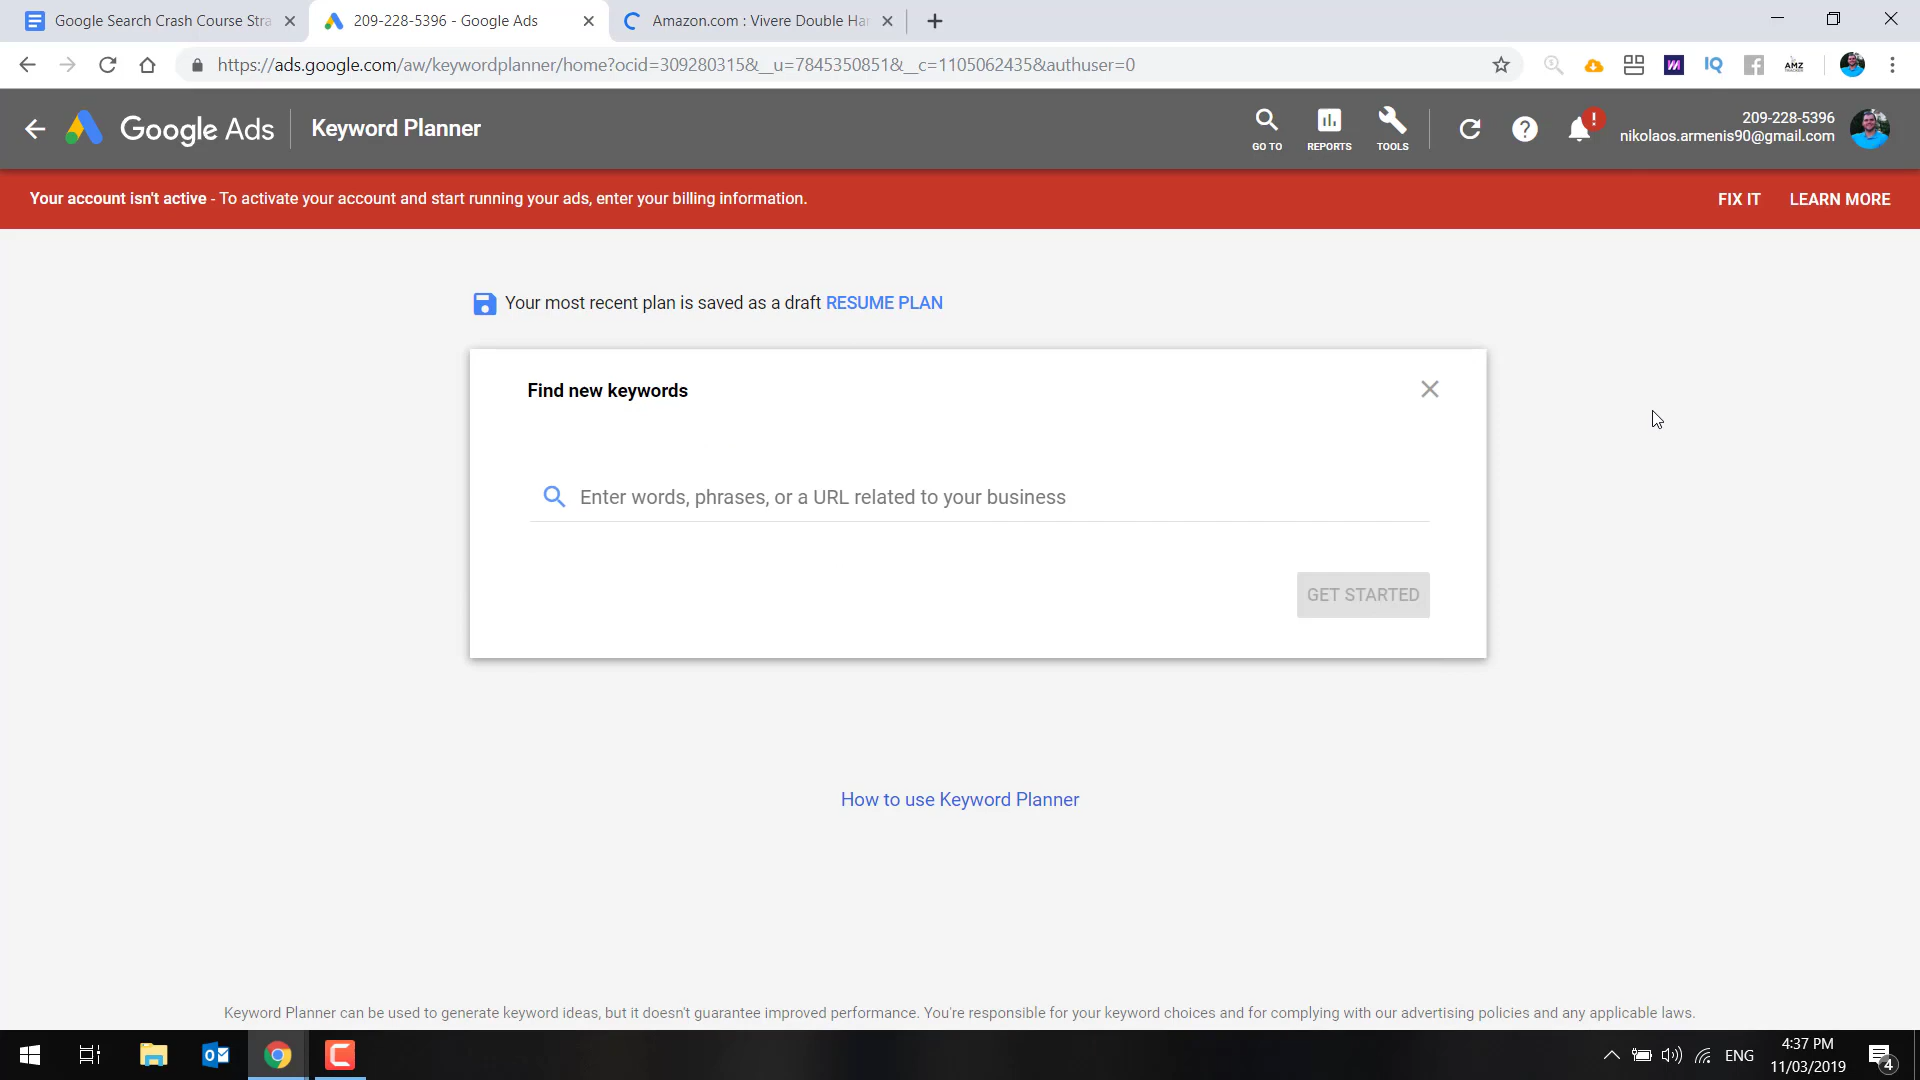 Google Search Crash Course Stra
209-228-5396 - Google Ads
Amazon.com : Vivere Double Ha
https://ads.google.com/aw/keywordplanner/home?ocid=309280315&__u=7845350851&__c=1105062435&authuser=0
IQ
AMZ
Google Ads
Keyword Planner
GO TO
REPORTS
TOOLS
!
209-228-5396
nikolaos.armenis90@gmail.com
Your account isn't active - To activate your account and start running your ads, enter your billing information.
FIX IT
LEARN MORE
Your most recent plan is saved as a draft RESUME PLAN
Find new keywords
Enter words, phrases, or a URL related to your business
GET STARTED
How to use Keyword Planner
Keyword Planner can be used to generate keyword ideas, but it doesn't guarantee improved performance. You're responsible for your keyword choices and for complying with our advertising policies and any applicable laws.
ENG
4:37 PM
11/03/2019
4